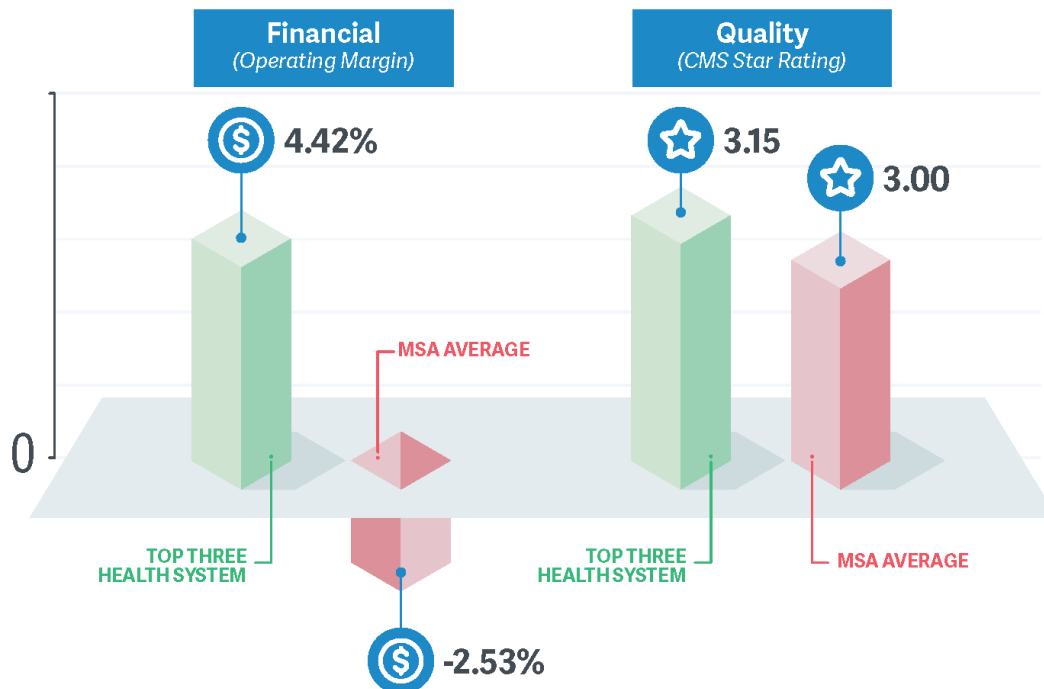 Financial
(Operating Margin)
Quality
(CMS Star Rating)
$ 4.42%
3.15
3.00
MSA AVERAGE
0
TOP THREE
HEALTH SYSTEM
TOP THREE
HEALTH SYSTEM
MSA AVERAGE
$ -2.53%